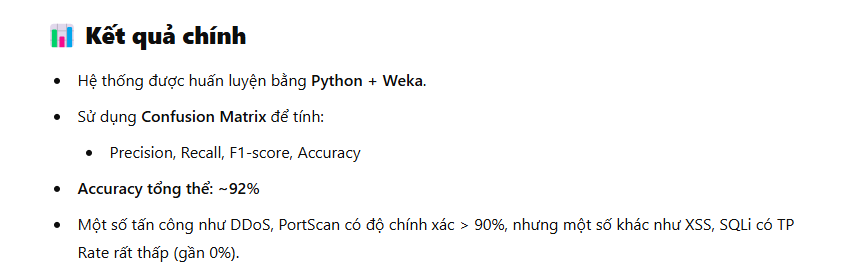 Kết quả chính
Hệ thống được huấn luyện bằng Python + Weka.
Sử dụng Confusion Matrix để tính:
Precision, Recall, F1-score, Accuracy
Accuracy tổng thể: ~92%
Một số tấn công như DDoS, PortScan có độ chính xác > 90%, nhưng một số khác như XSS, SQLi có TP
Rate rất thấp (gần 0%).